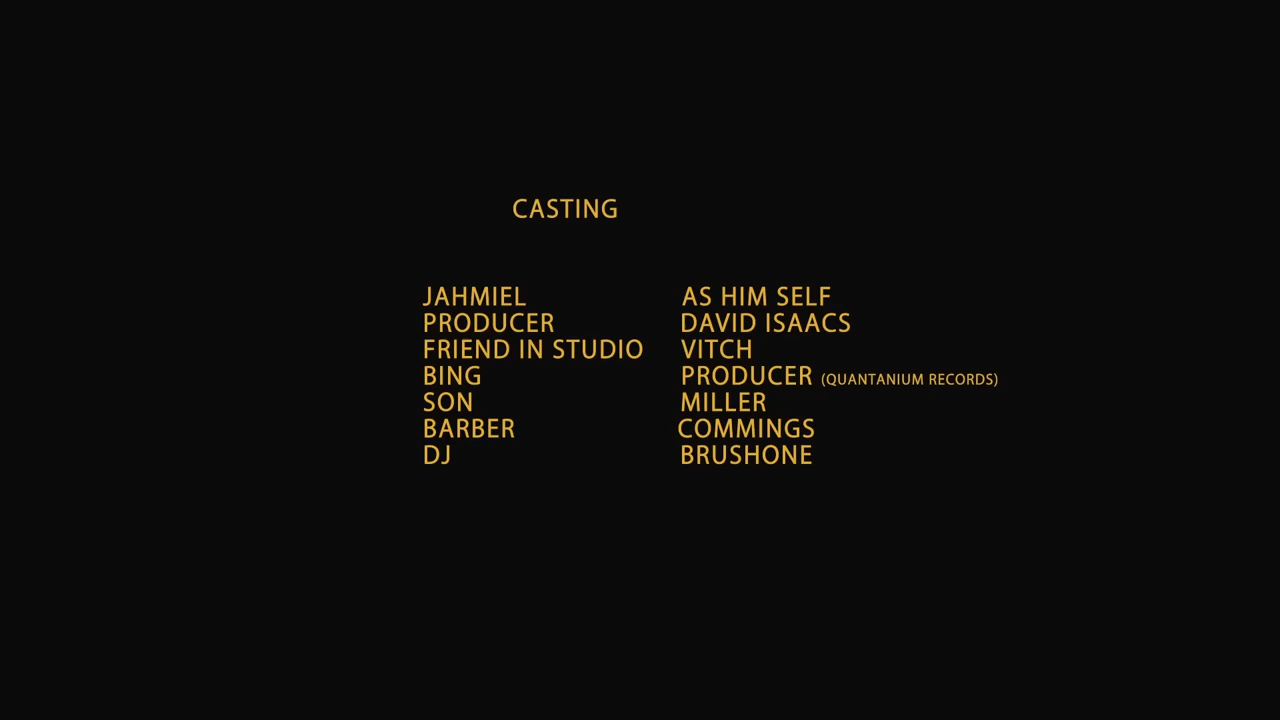 CASTING
JAHMIEL AS HIM SELF
PRODUCER DAVID ISAACS
FRIEND IN STUDIO VITCH
BING PRODUCER (QUANTANIUM RECORDS)
SON MILLER
BARBER COMMINGS
DJ BRUSHONE